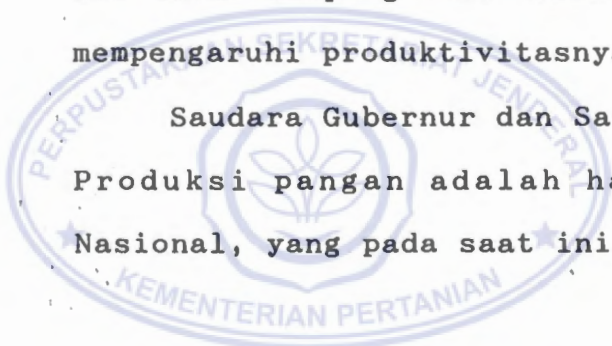 mempengaruhi produktivitasnya
Saudara Gubernur dan Sa
Produksi pangan adalah ha
Nasional, yang pada saat ini
PERPUSTAKAAN SEKRETARIAT JENDERAL
KEMENTERIAN PERTANIAN